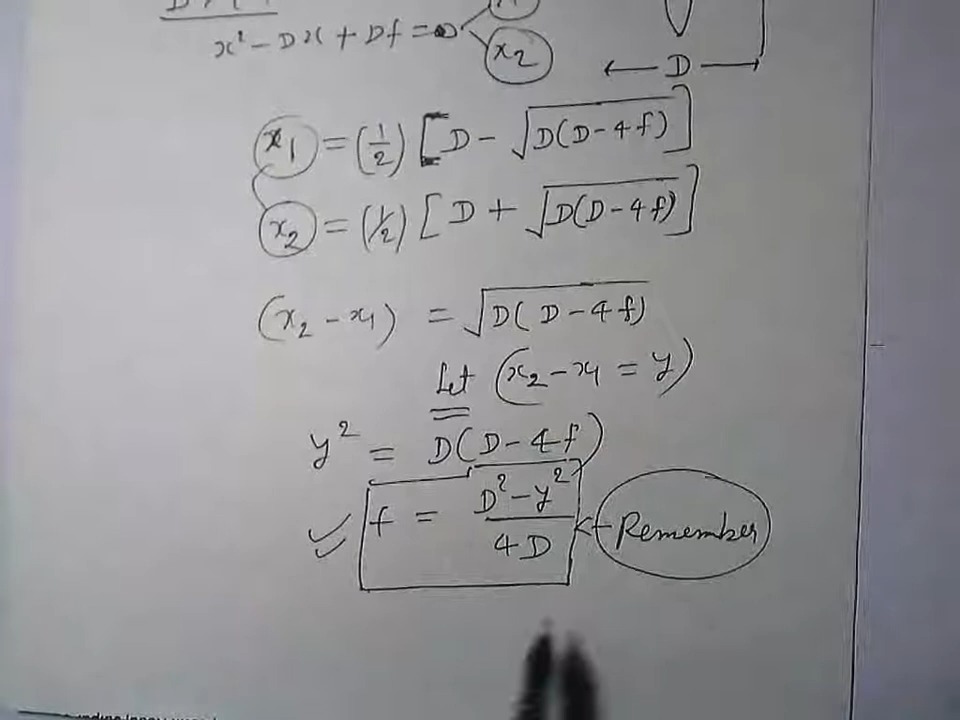 x² - Dx + Df = 0
x2
D
x1 = (1/2) [D - √D(D-4f)]
x2 = (1/2) [D + √D(D-4f)]
(x2 - x1) = √D(D-4f)
Let (x2 - x1 = y)
y² = D(D-4f)
f = D²-y² / 4D
Remember